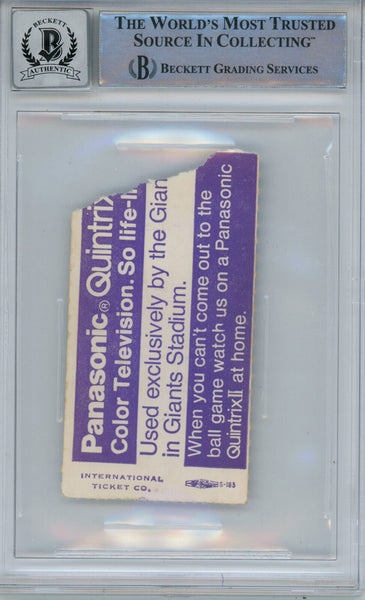 BECKETT
AUTHENTIC
THE WORLD'S MOST TRUSTED
SOURCE IN COLLECTING™
B BECKETT GRADING SERVICES
Panasonic® Quintrix
Color Television. So life-li
Used exclusively by the Gian
in Giants Stadium.
When you can't come out to the
ball game watch us on a Panasonic
QuintrixII at home.
INTERNATIONAL
TICKET CO.
S-163